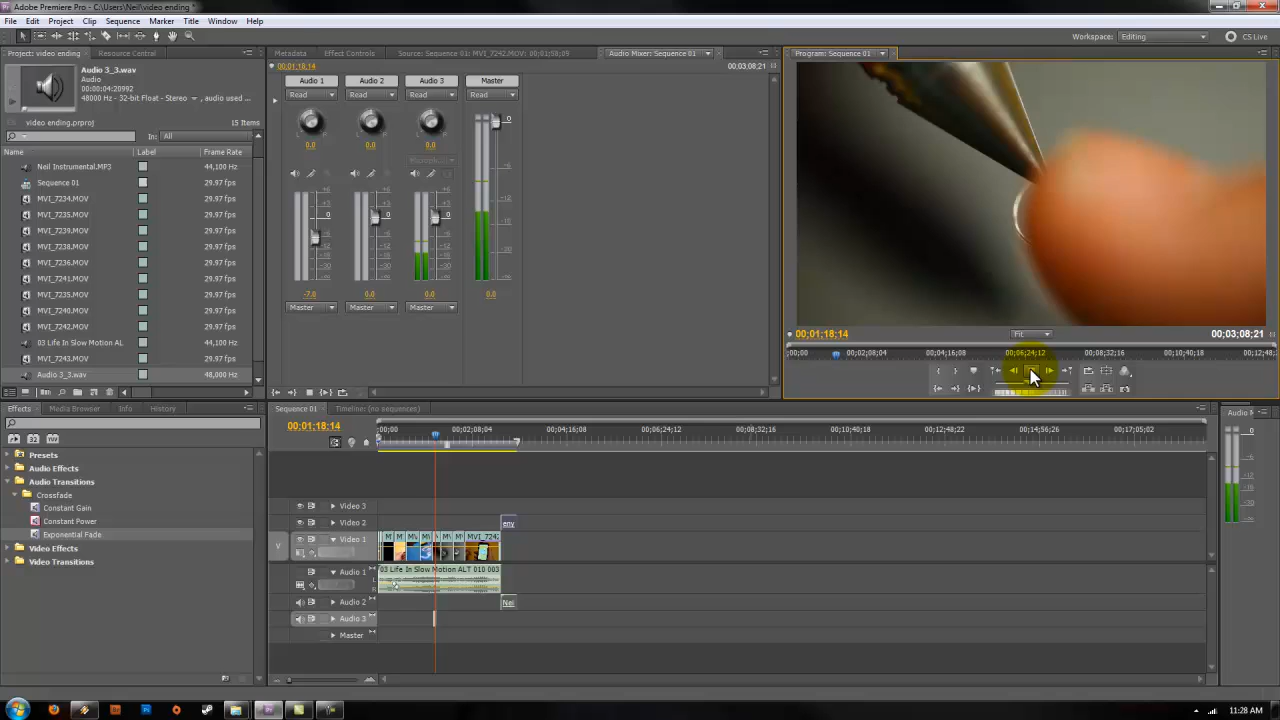 Adobe Premiere Pro - C:\Users\Neil\video ending *
File Edit Project Clip Sequence Marker Title Window Help
Workspace: Editing CS Live
Project: video ending Resource Central
Audio 3_3.wav
Audio
00:00:04:20992
48000 Hz - 32-bit Float - Stereo , audio used ...
video ending.prproj 15 Items
In: All
Name Label Frame Rate
Neil Instrumental.MP3 44,100 Hz
Sequence 01 29.97 fps
MVI_7234.MOV 29.97 fps
MVI_7235.MOV 29.97 fps
MVI_7239.MOV 29.97 fps
MVI_7238.MOV 29.97 fps
MVI_7236.MOV 29.97 fps
MVI_7241.MOV 29.97 fps
MVI_7235.MOV 29.97 fps
MVI_7240.MOV 29.97 fps
MVI_7242.MOV 29.97 fps
03 Life In Slow Motion AL 44,100 Hz
MVI_7243.MOV 29.97 fps
Audio 3_3.wav 48,000 Hz
Metadata Effect Controls Source: Sequence 01: MVI_7242.MOV: 00;01;58;09 Audio Mixer: Sequence 01
00;01;18;14 00;03;08;21
Audio 1 Audio 2 Audio 3 Master
Read Read Read Read
L R L R L R
0.0 0.0 0.0
-7.0 0.0 0.0 0.0
Master Master Master
Program: Sequence 01
00;01;18;14 Fit 00;03;08;21
;00;00 00;02;08;04 00;04;16;08 00;06;24;12 00;08;32;16 00;10;40;18 00;12;48;
Effects Media Browser Info History
Presets
Audio Effects
Audio Transitions
Crossfade
Constant Gain
Constant Power
Exponential Fade
Video Effects
Video Transitions
Sequence 01 Timeline: (no sequences)
00;01;18;14
;00;00 00;02;08;04 00;04;16;08 00;06;24;12 00;08;32;16 00;10;40;18 00;12;48;22 00;14;56;26 00;17;05;02
Video 3
Video 2
V Video 1 MVI_7242
Audio 1 03 Life In Slow Motion ALT 010 003
Audio 2 Nei
Audio 3
Master
Audio M
11:28 AM